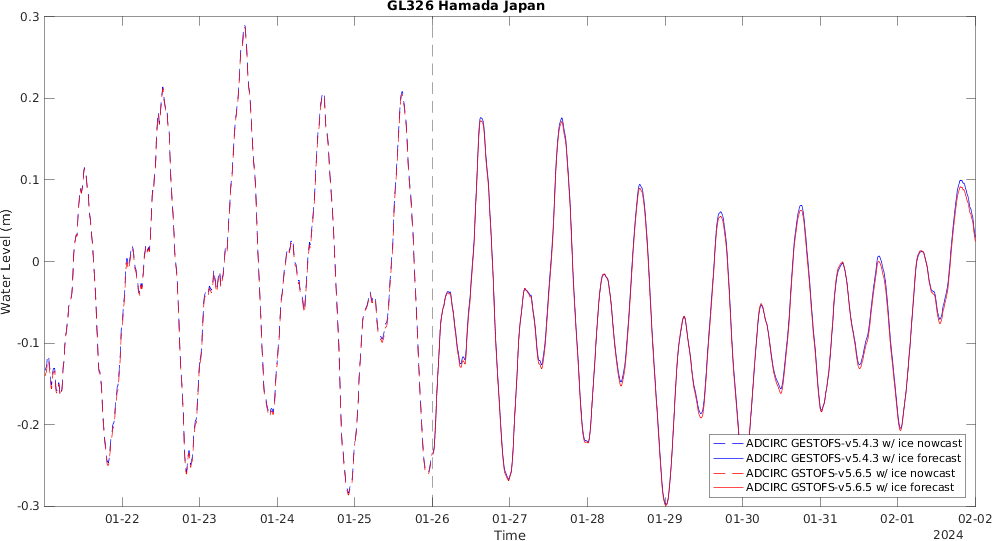 GL326 Hamada Japan
0.3
0.2
0.1
0
-0.1
-0.2
-0.3
Water Level (m)
01-22
01-23
01-24
01-25
01-26
01-27
01-28
01-29
01-30
01-31
02-01
02-02
Time
2024
ADCIRC GESTOFS-v5.4.3 w/ ice nowcast
ADCIRC GESTOFS-v5.4.3 w/ ice forecast
ADCIRC GSTOFS-v5.6.5 w/ ice nowcast
ADCIRC GSTOFS-v5.6.5 w/ ice forecast